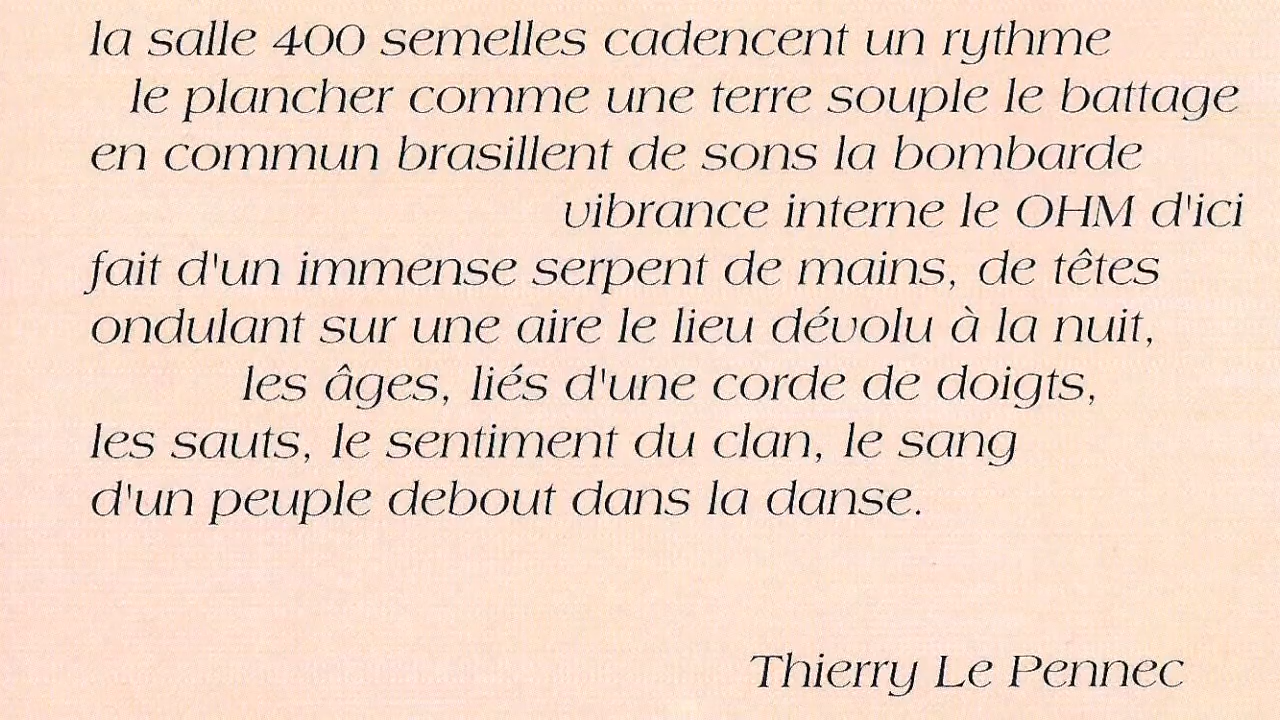 la salle 400 semelles cadencent un rythme
le plancher comme une terre souple le battage
en commun brasillent de sons la bombarde
vibrance interne le OHM d'ici
fait d'un immense serpent de mains, de têtes
ondulant sur une aire le lieu dévolu à la nuit,
les âges, liés d'une corde de doigts,
les sauts, le sentiment du clan, le sang
d'un peuple debout dans la danse.
Thierry Le Pennec